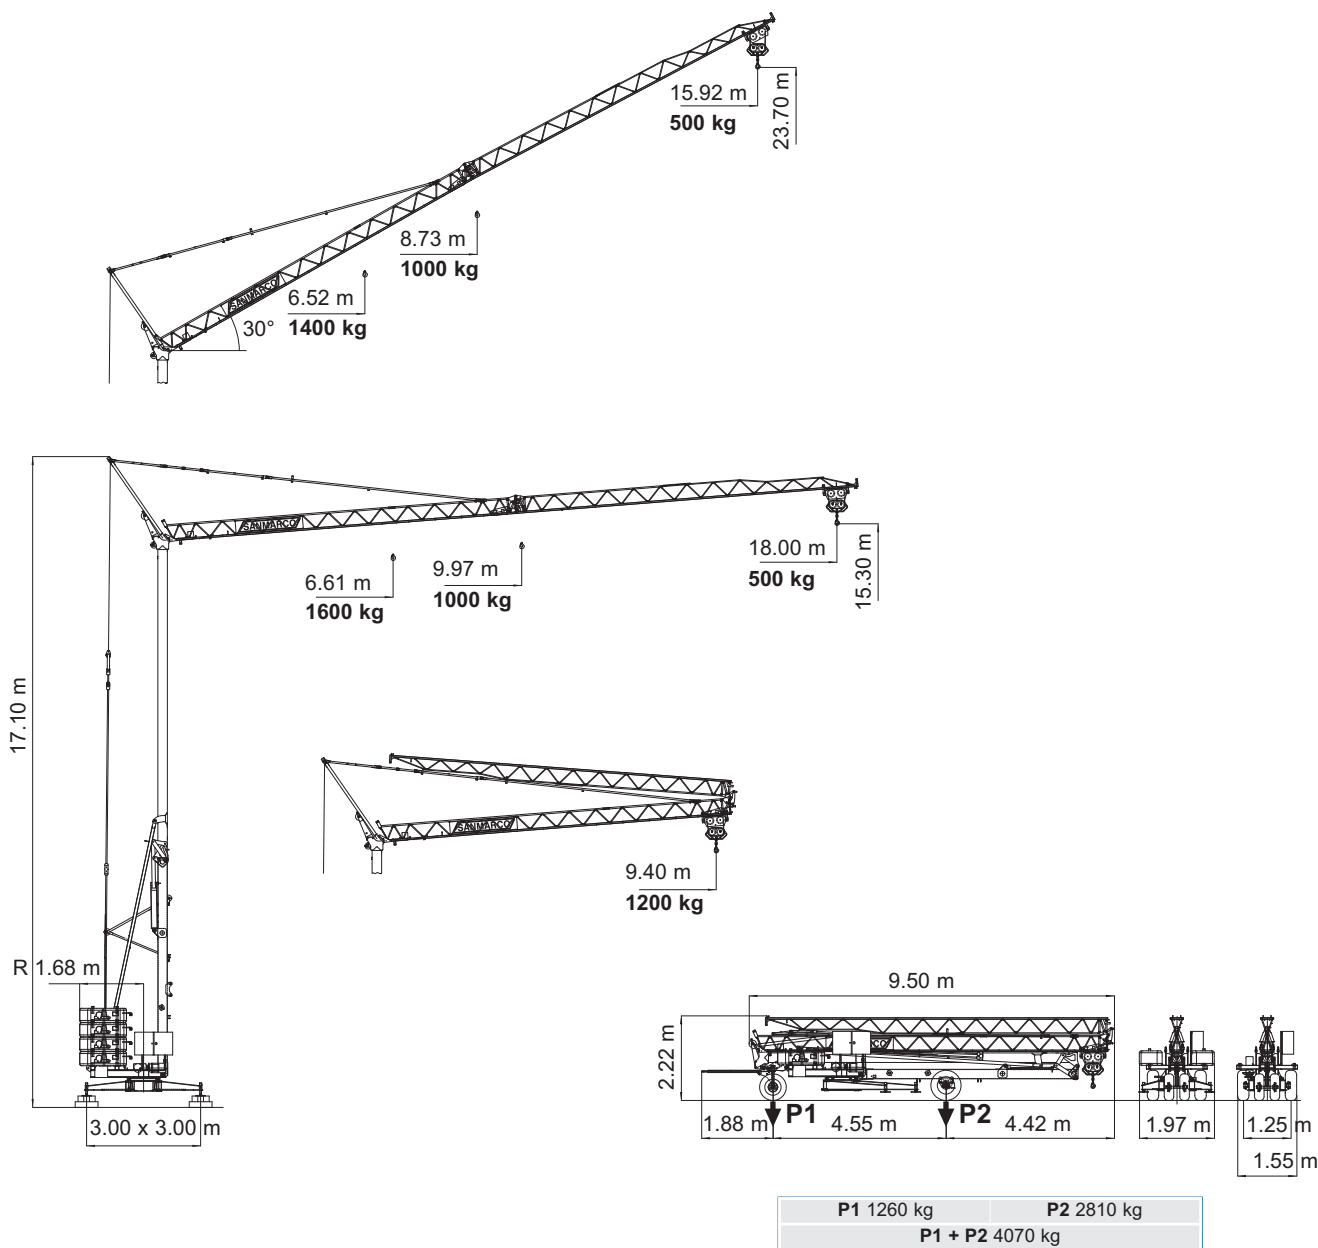 15.92 m
500 kg
23.70 m
8.73 m
1000 kg
6.52 m
1400 kg
SANMARCO
30°
SANMARCO
18.00 m
500 kg
15.30 m
9.97 m
1000 kg
6.61 m
1600 kg
17.10 m
SANMARCO
9.40 m
1200 kg
R 1.68 m
3.00 x 3.00 m
9.50 m
2.22 m
CO
P1
P2
1.88 m
4.55 m
4.42 m
1.97 m
1.25 m
1.55 m
P1 1260 kg
P2 2810 kg
P1 + P2 4070 kg